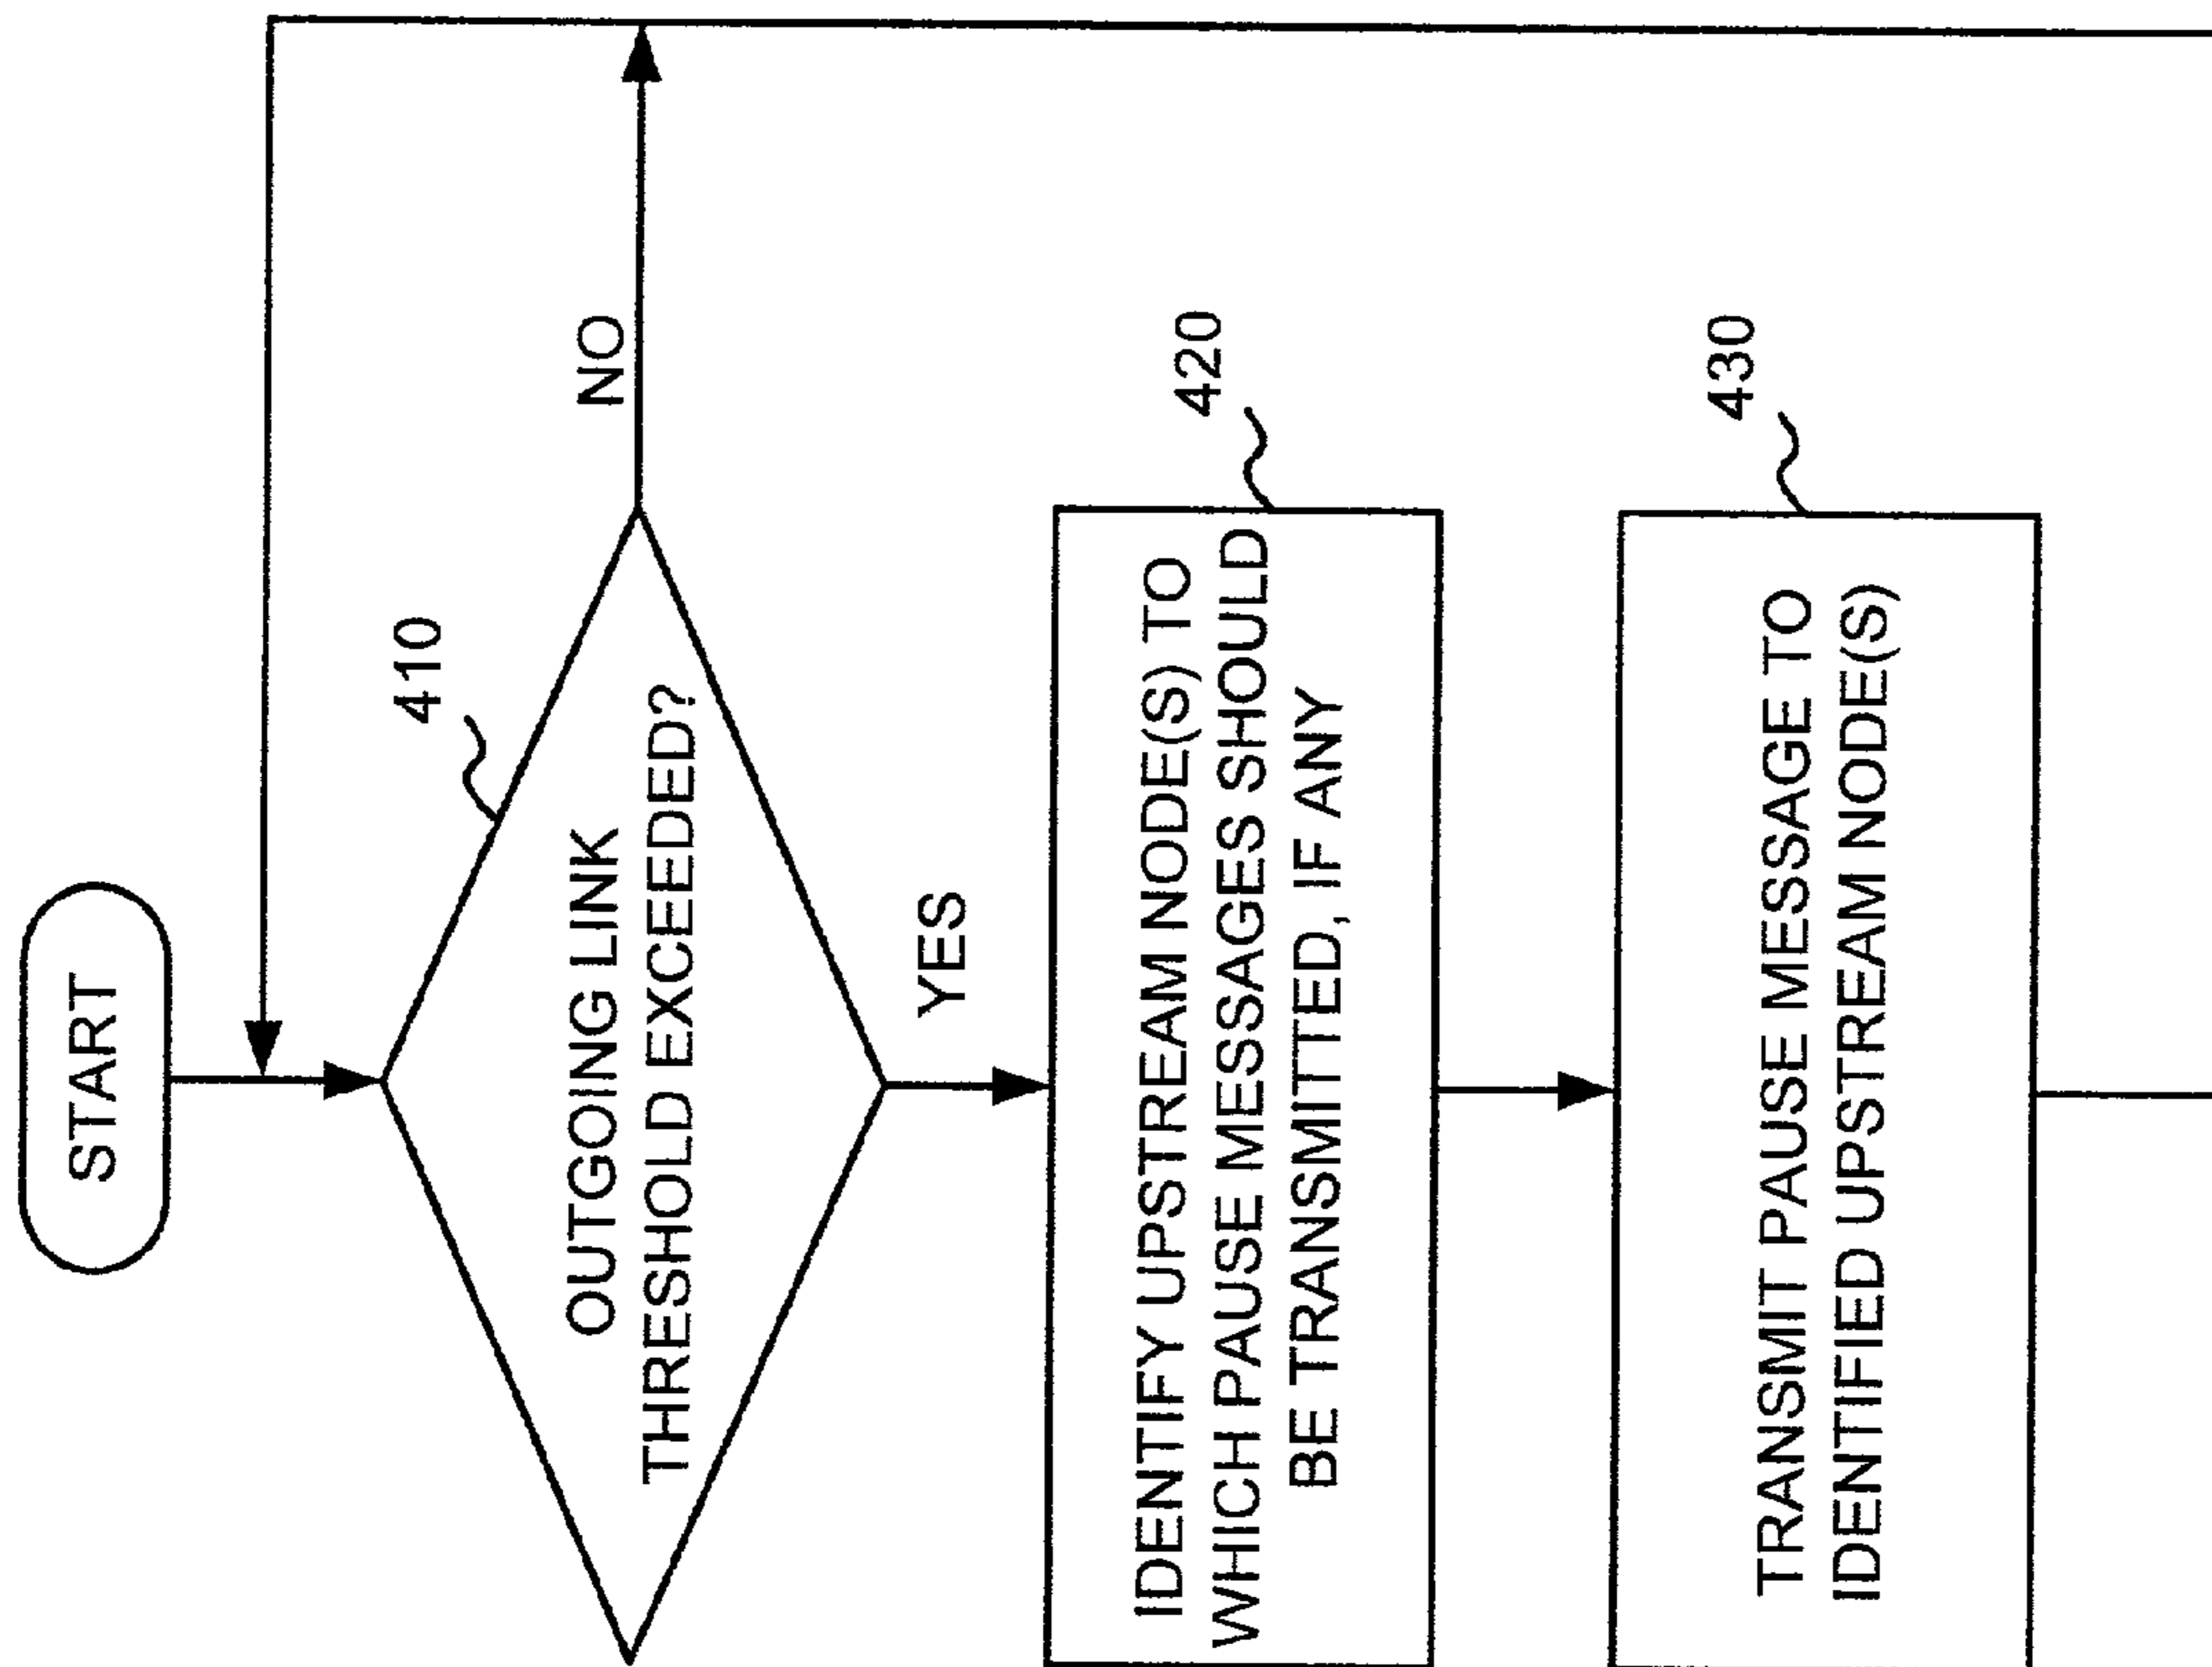 START
410
OUTGOING LINK
THRESHOLD EXCEEDED?
NO
YES
420
IDENTIFY UPSTREAM NODE(S) TO
WHICH PAUSE MESSAGES SHOULD
BE TRANSMITTED, IF ANY
430
TRANSMIT PAUSE MESSAGE TO
IDENTIFIED UPSTREAM NODE(S)